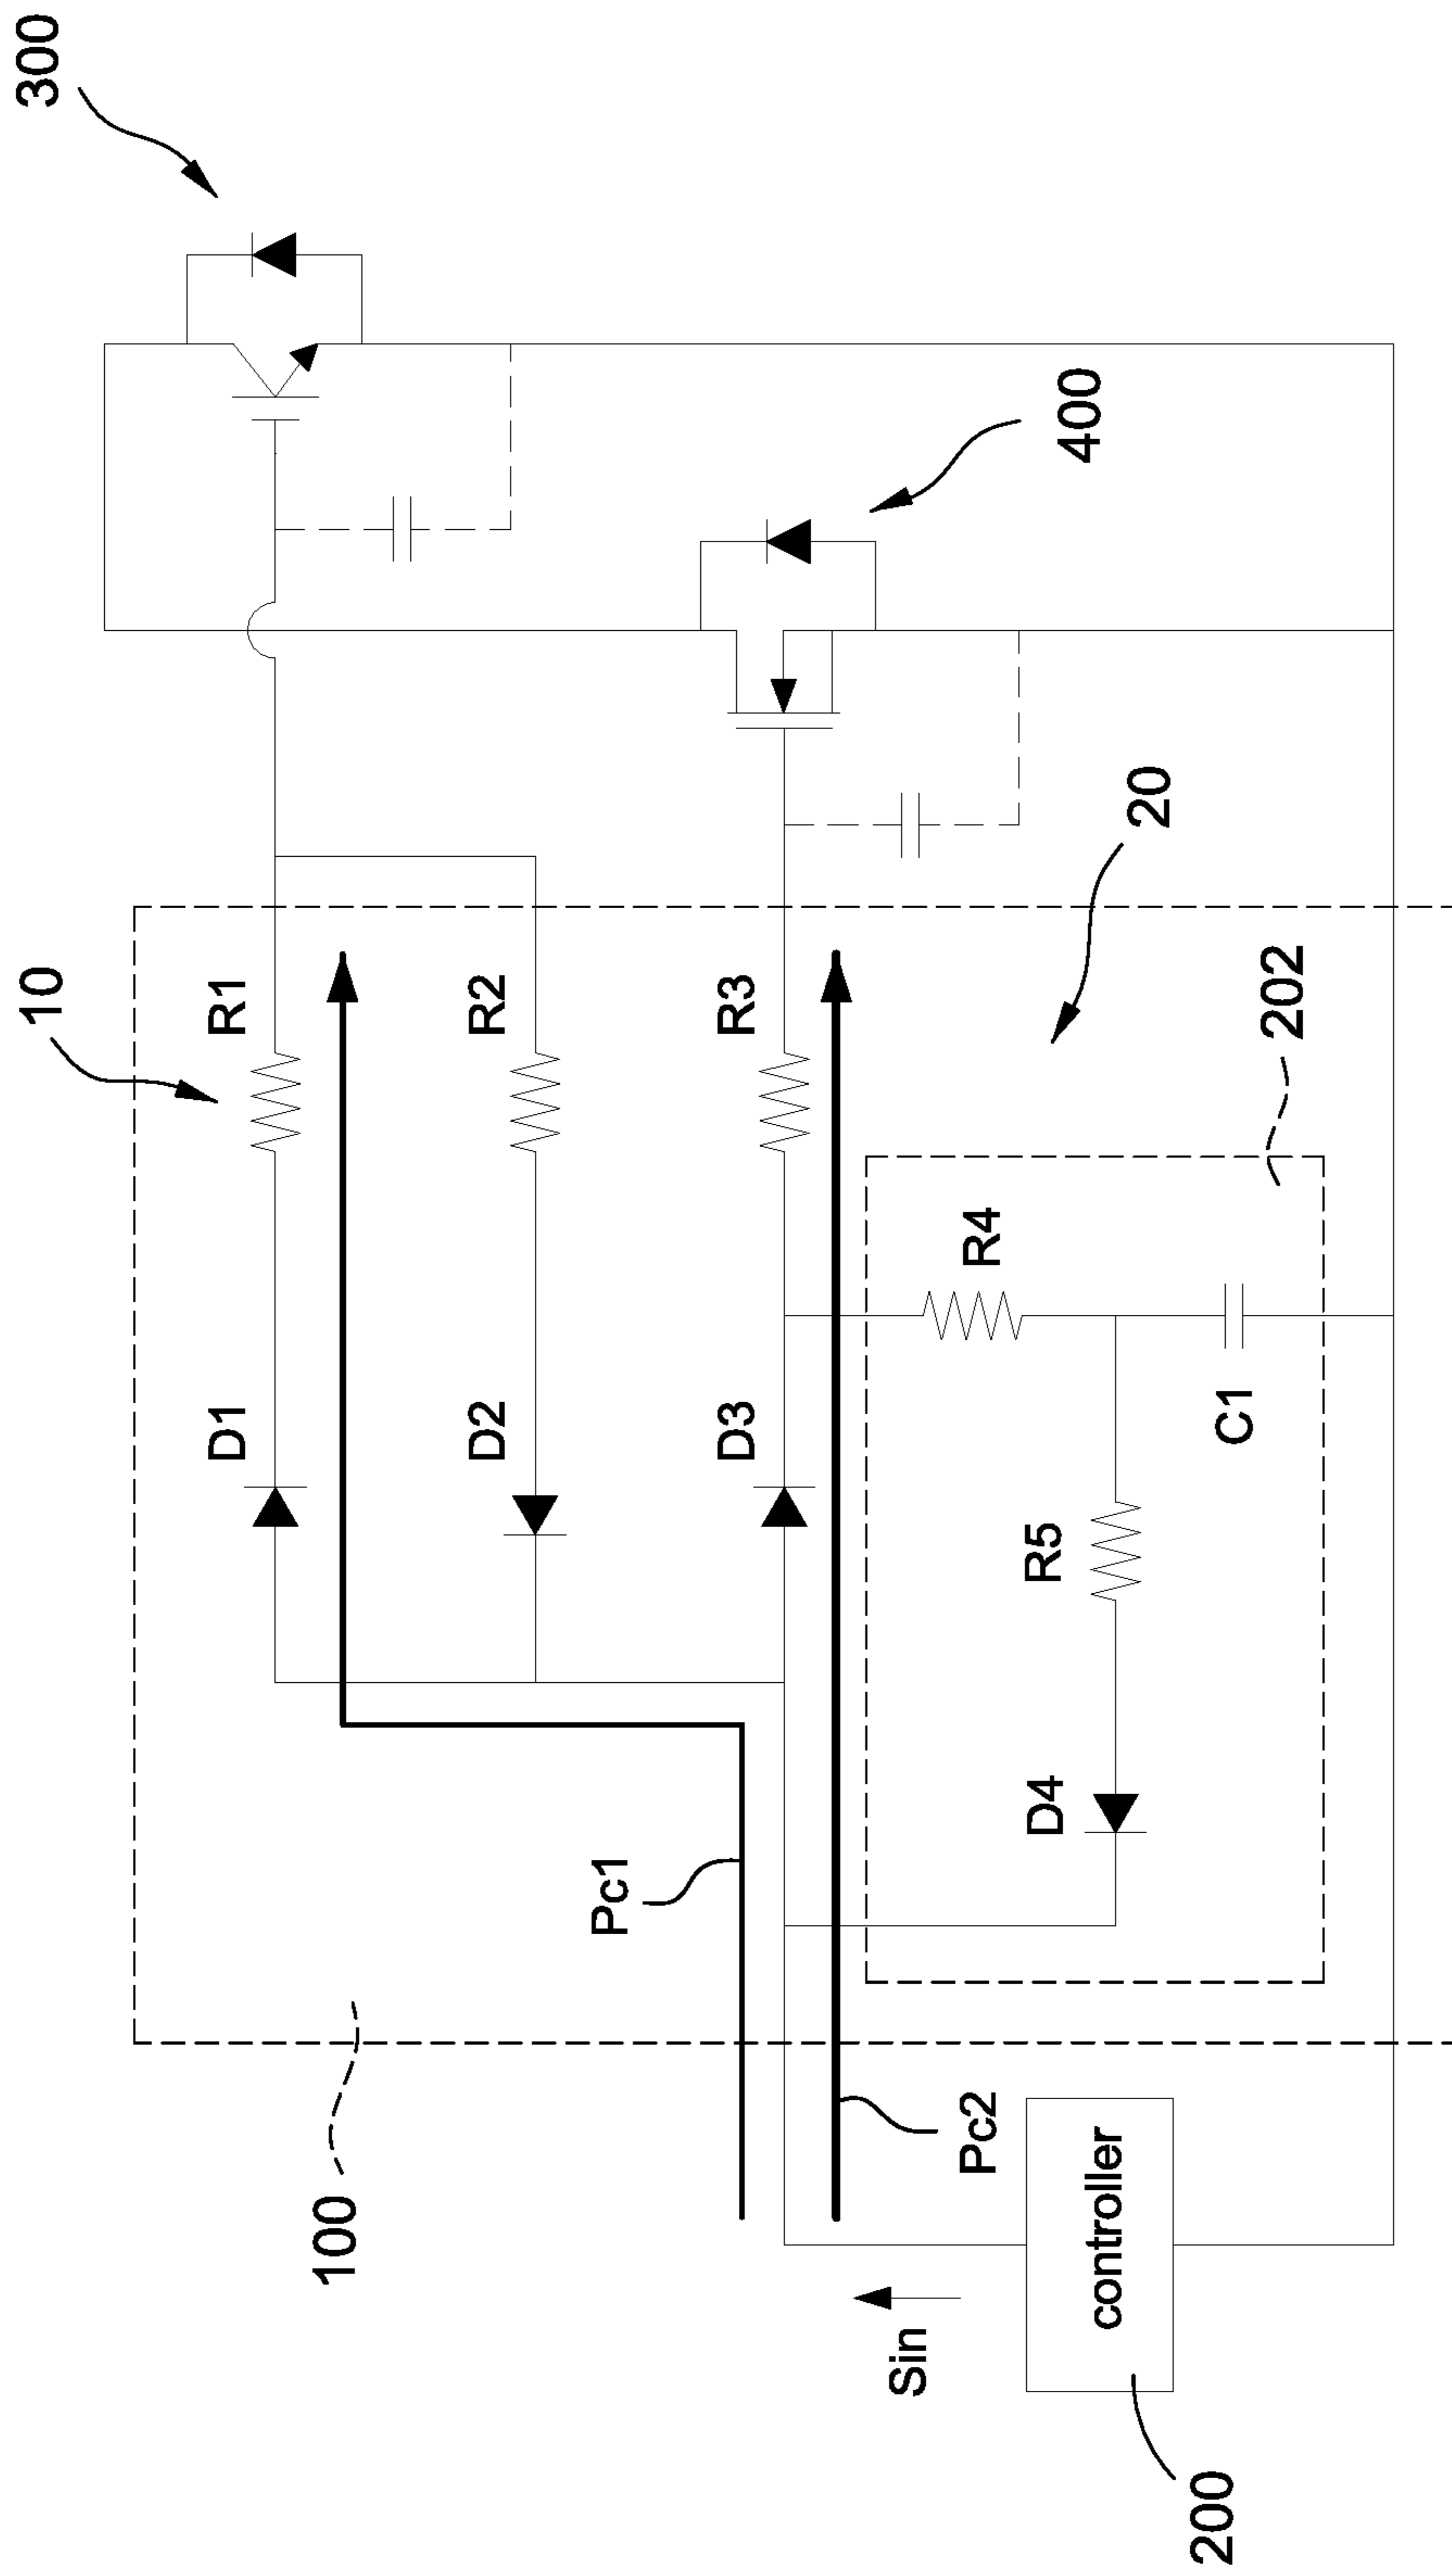 300
10
D1
R1
D2
R2
400
D3
R3
20
Pc1
100
R4
202
R5
C1
D4
Pc2
Sin
controller
200